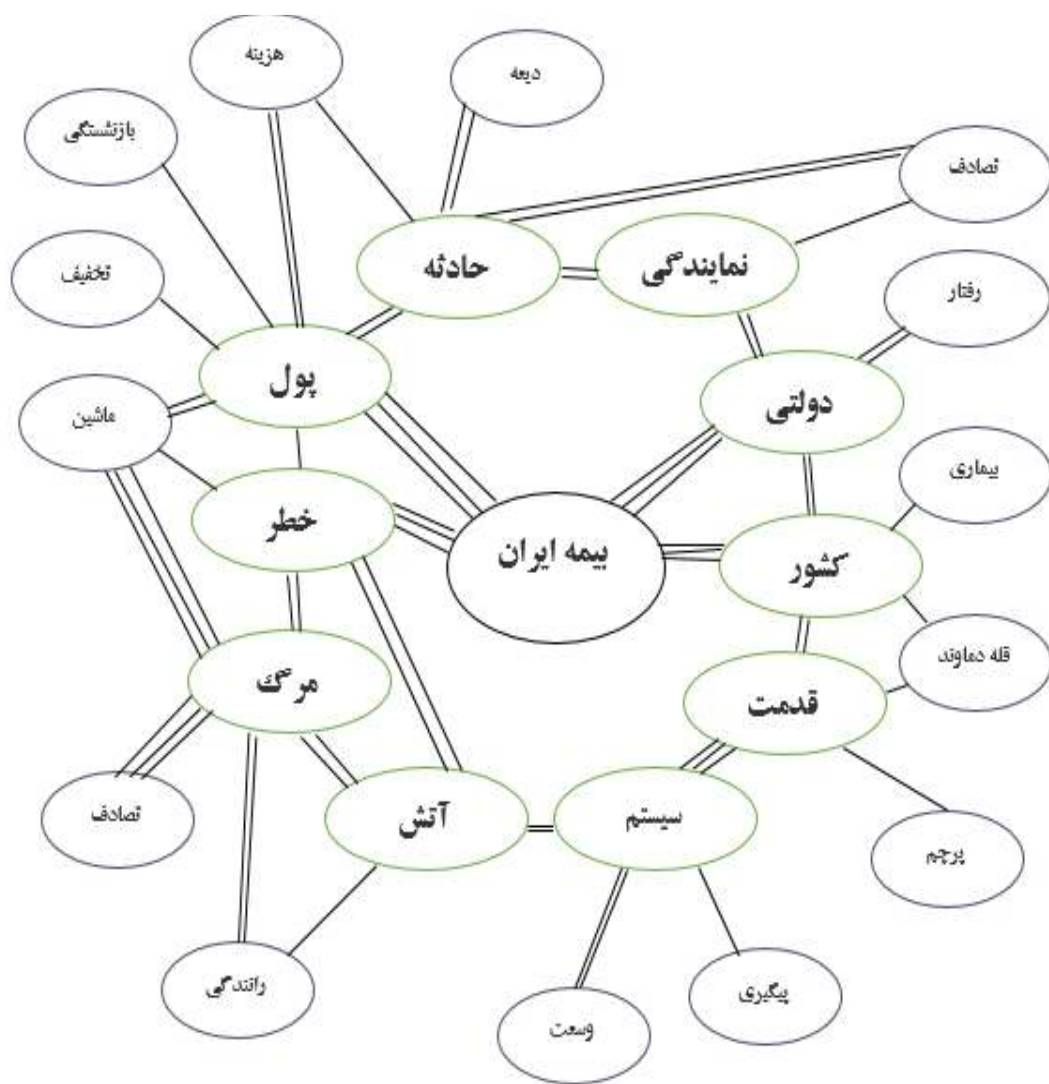 هزینه
دیعه
بازنشستگی
تصادف
حادثه
نمایندگی
تخفیف
رفتار
پول
دولتی
ماشین
بیماری
خطر
بیمه ایران
کشور
قله دماوند
مرگ
قدمت
تصادف
آتش
سیستم
پرچم
رانندگی
پیگیری
وسعت